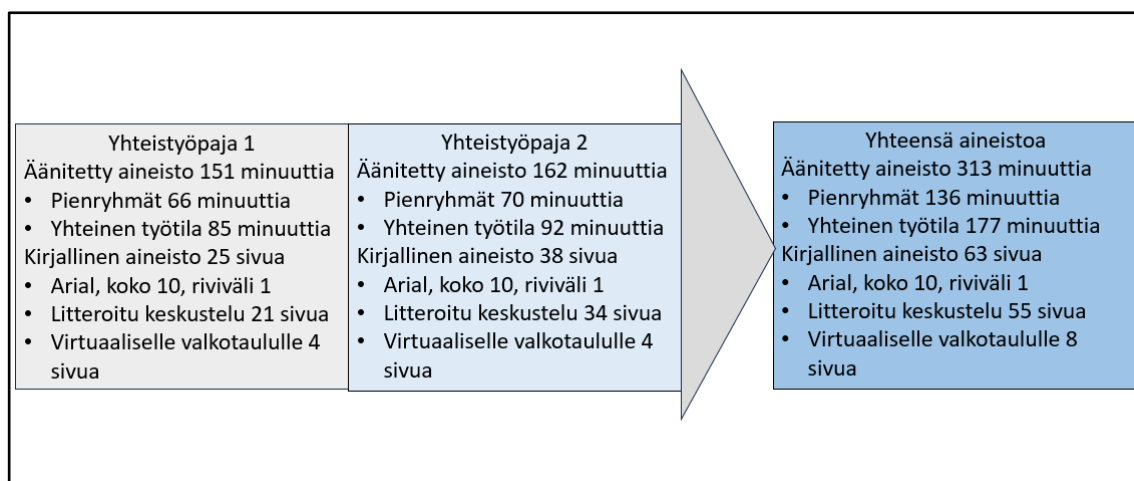 Yhteistyöpaja 1
Äänitetty aineisto 151 minuuttia
• Pienryhmät 66 minuuttia
• Yhteinen työtila 85 minuuttia
Kirjallinen aineisto 25 sivua
• Arial, koko 10, riviväli 1
• Litteroitu keskustelu 21 sivua
• Virtuaaliselle valkotaululle 4
sivua
Yhteistyöpaja 2
Äänitetty aineisto 162 minuuttia
• Pienryhmät 70 minuuttia
• Yhteinen työtila 92 minuuttia
Kirjallinen aineisto 38 sivua
• Arial, koko 10, riviväli 1
• Litteroitu keskustelu 34 sivua
• Virtuaaliselle valkotaululle 4
sivua
Yhteensä aineistoa
Äänitetty aineisto 313 minuuttia
• Pienryhmät 136 minuuttia
• Yhteinen työtila 177 minuuttia
Kirjallinen aineisto 63 sivua
• Arial, koko 10, riviväli 1
• Litteroitu keskustelu 55 sivua
• Virtuaaliselle valkotaululle 8
sivua